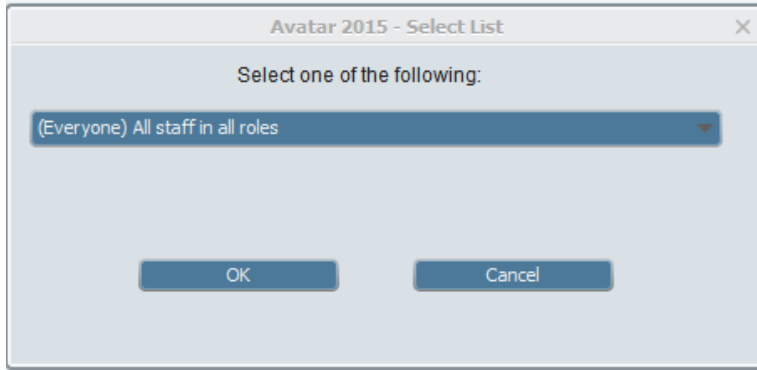 Avatar 2015 - Select List
Select one of the following:
(Everyone) All staff in all roles
OK
Cancel